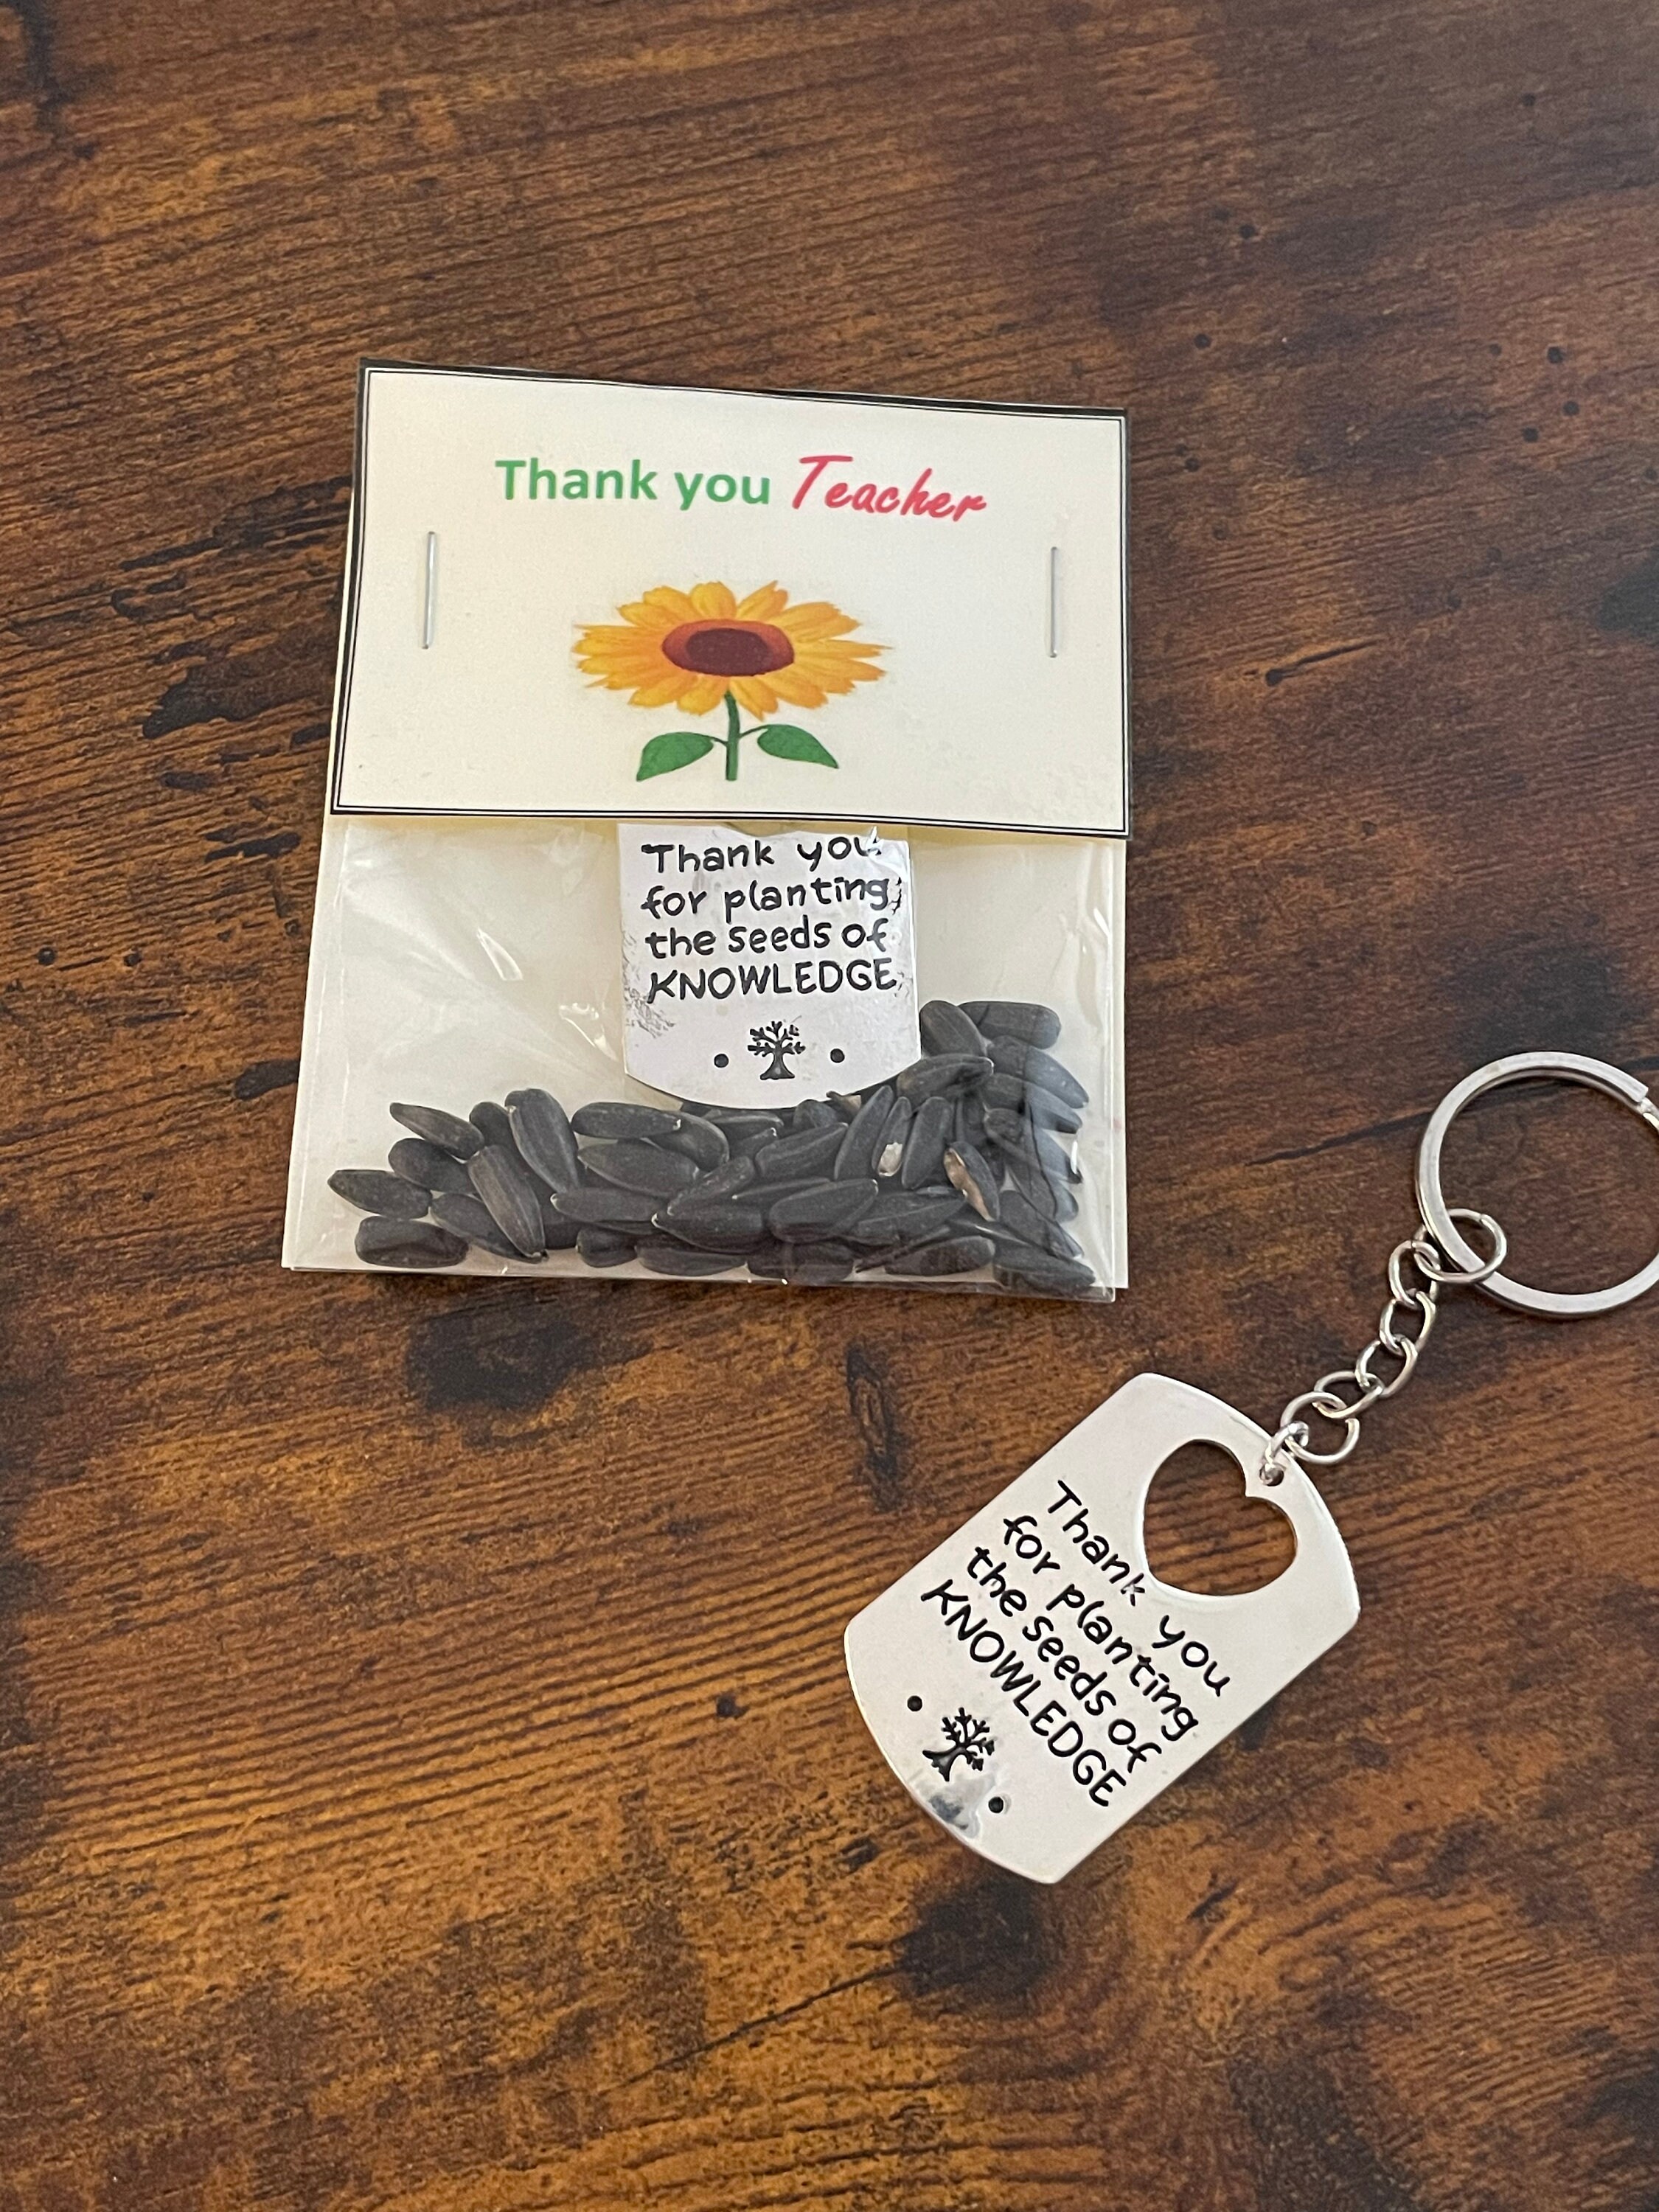 Thank you Teacher
Thank you
for planting
the seeds of
KNOWLEDGE
Thank you
for planting
the seeds of
KNOWLEDGE